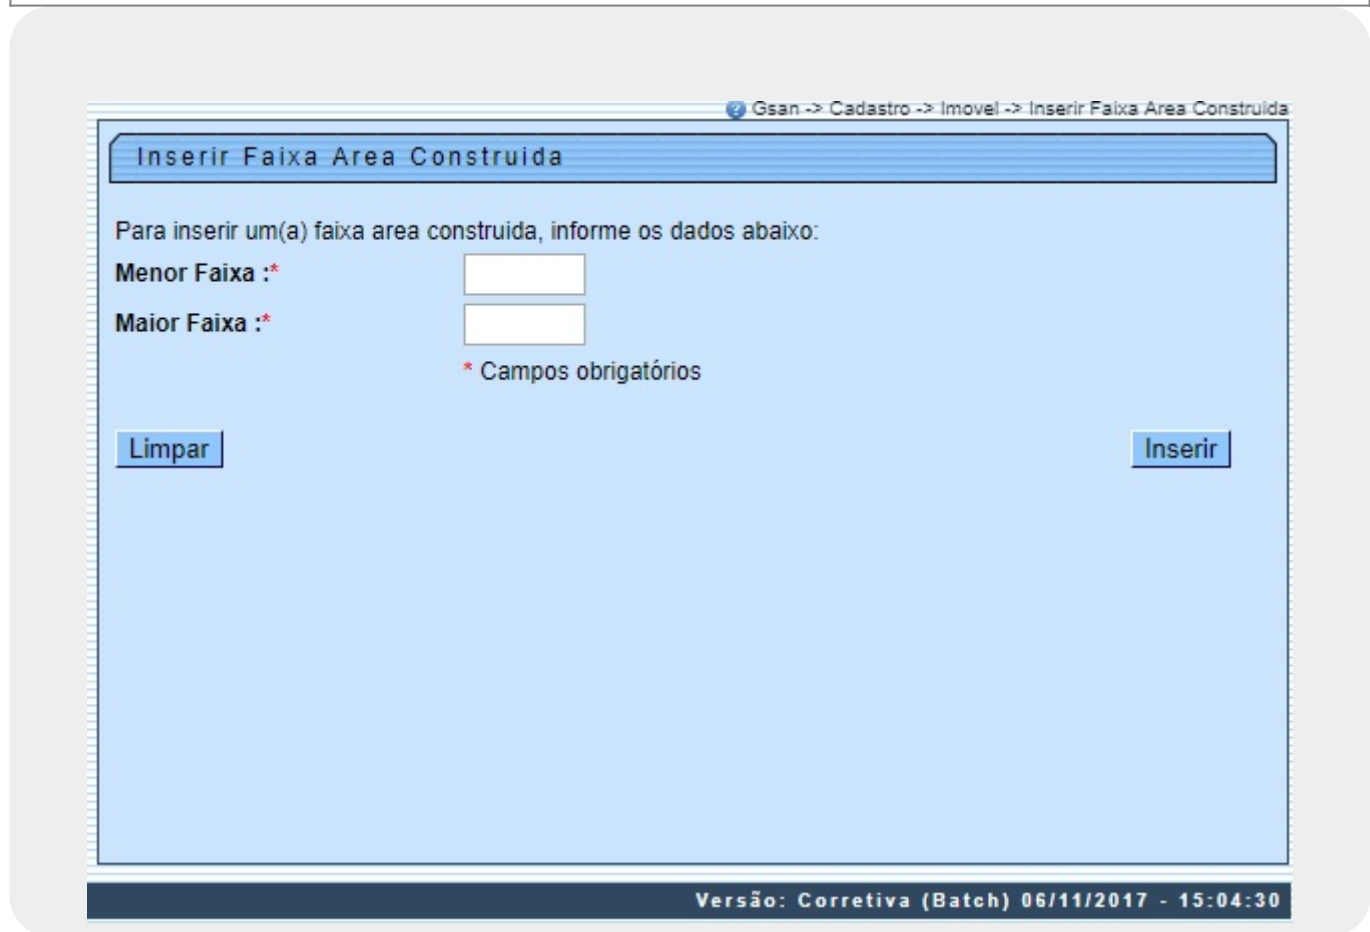 Gsan -> Cadastro -> Imovel -> Inserir Faixa Area Construida
Inserir Faixa Area Construida
Para inserir um(a) faixa area construida, informe os dados abaixo:
Menor Faixa :*
Maior Faixa :*
* Campos obrigatórios
Limpar Inserir
Versão: Corretiva (Batch) 06/11/2017 - 15:04:30